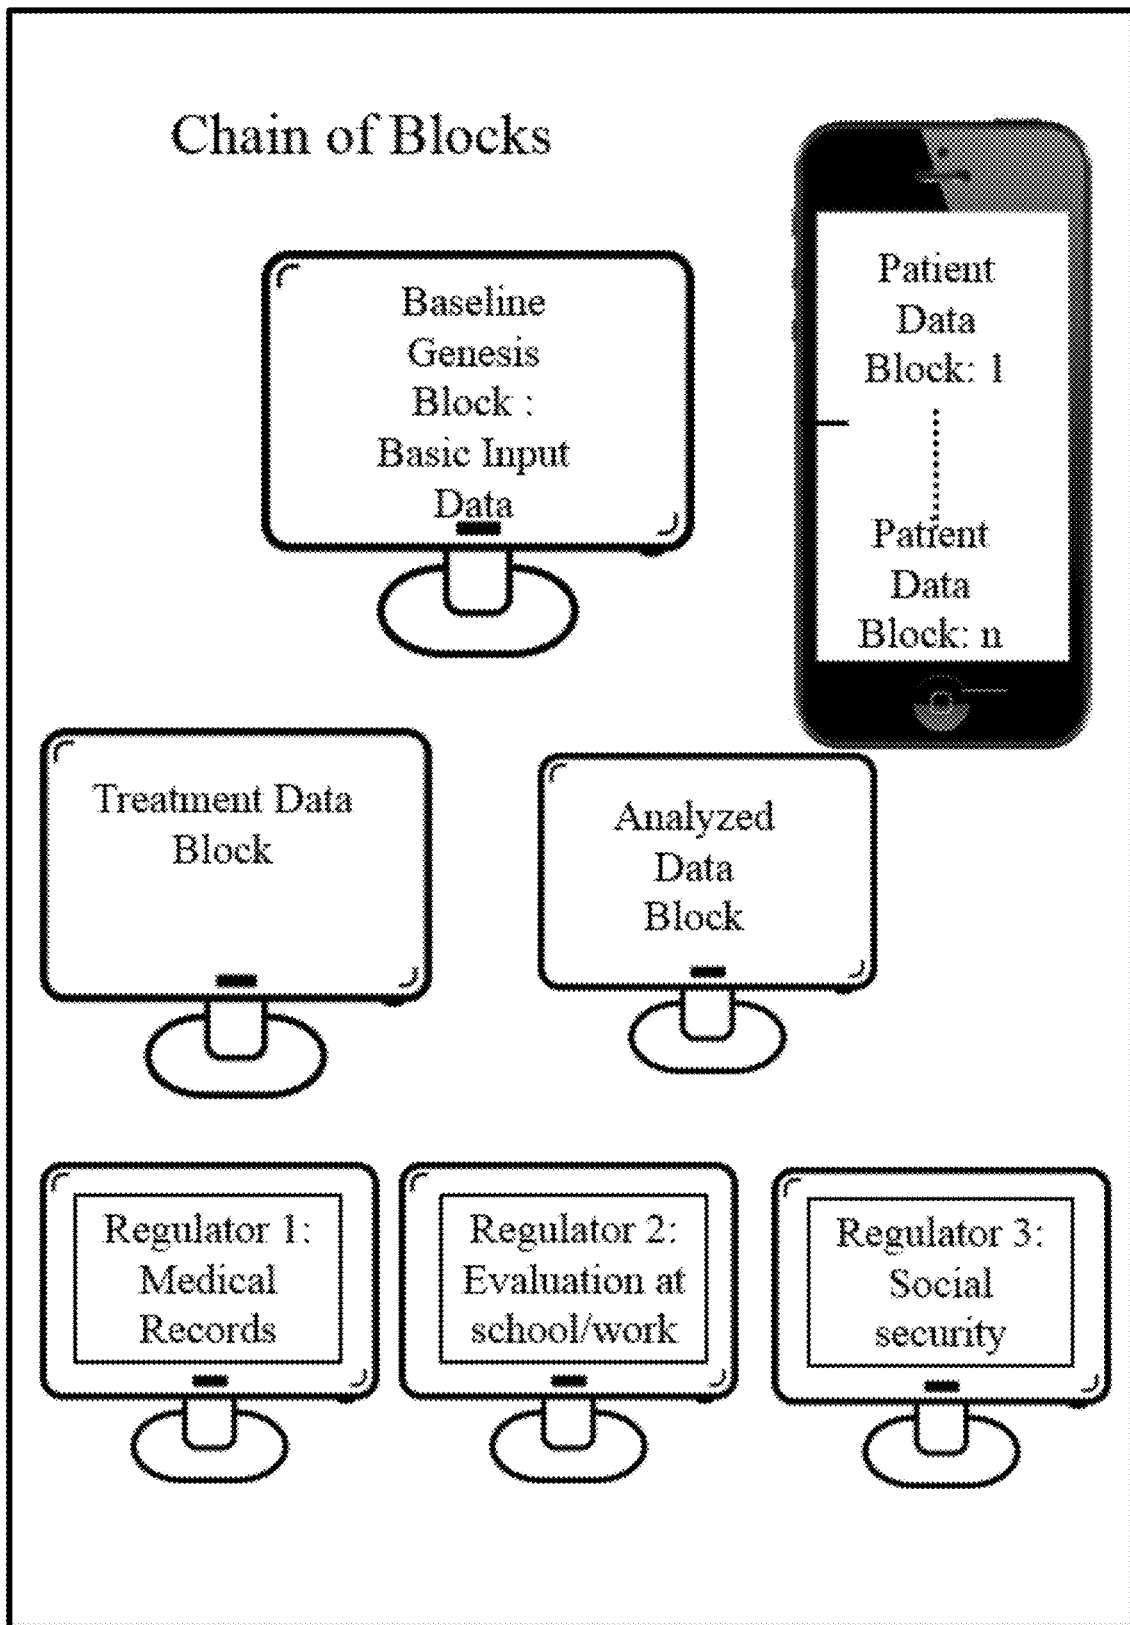 Chain of Blocks
Baseline
Genesis
Block :
Basic Input
Data
Patient
Data
Block: 1
Patient
Data
Block: n
Treatment Data
Block
Analyzed
Data
Block
Regulator 1:
Medical
Records
Regulator 2:
Evaluation at
school/work
Regulator 3:
Social
security